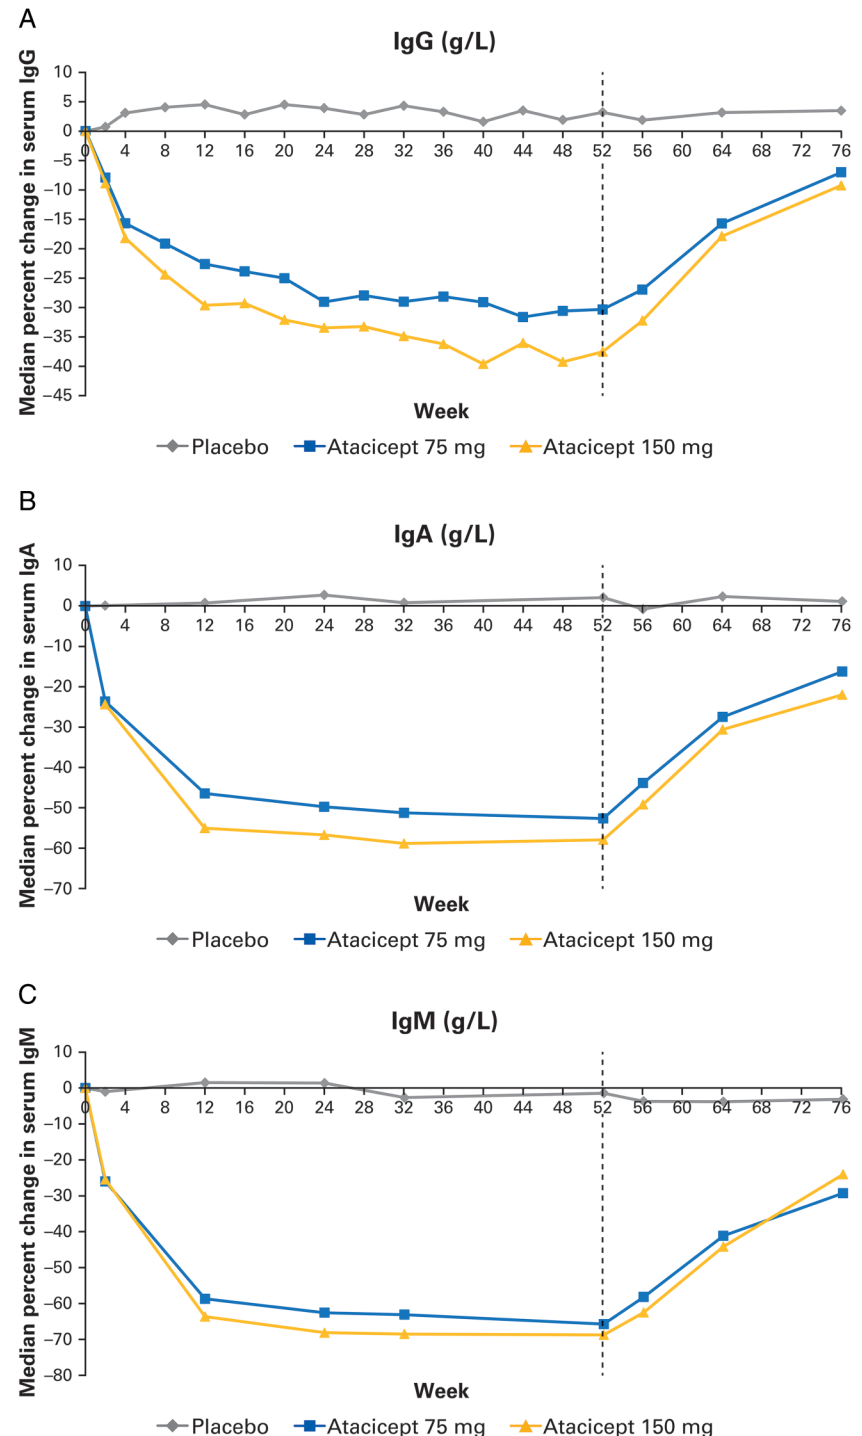 A
IgG (g/L)
Median percent change in serum IgG
10
5
0
−5
−10
−15
−20
−25
−30
−35
−40
−45
0 4 8 12 16 20 24 28 32 36 40 44 48 52 56 60 64 68 72 76
Week
Placebo Atacicept 75 mg Atacicept 150 mg
B
IgA (g/L)
Median percent change in serum IgA
10
0
−10
−20
−30
−40
−50
−60
−70
0 4 8 12 16 20 24 28 32 36 40 44 48 52 56 60 64 68 72 76
Week
Placebo Atacicept 75 mg Atacicept 150 mg
C
IgM (g/L)
Median percent change in serum IgM
10
0
−10
−20
−30
−40
−50
−60
−70
−80
0 4 8 12 16 20 24 28 32 36 40 44 48 52 56 60 64 68 72 76
Week
Placebo Atacicept 75 mg Atacicept 150 mg